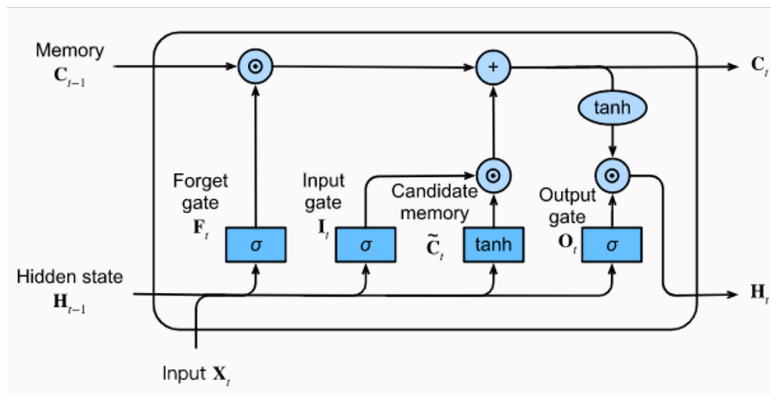 Memory
C_{t−1}
⊙
+
C_t
tanh
Forget
gate
F_t
σ
Input
gate
I_t
σ
Candidate
memory
C̃_t
tanh
⊙
Output
gate
O_t
σ
⊙
Hidden state
H_{t−1}
H_t
Input X_t